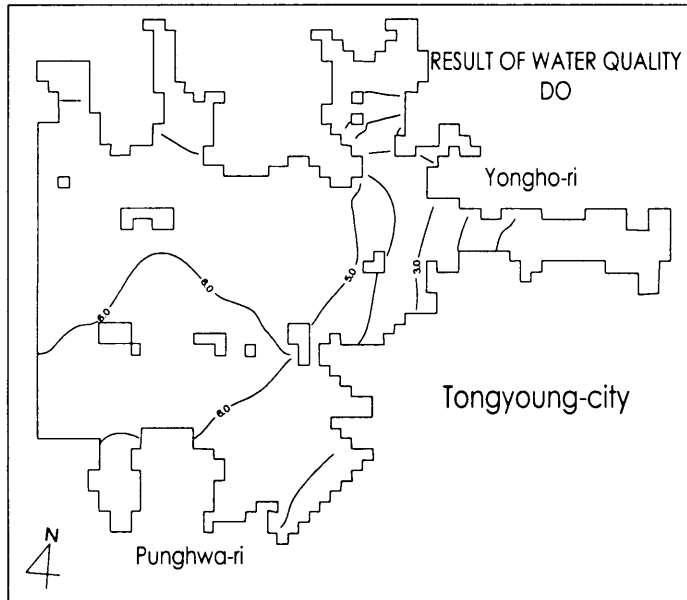 RESULT OF WATER QUALITY
DO
Yongho-ri
5.0
3.0
6.0
6.0
6.0
Tongyoung-city
N
Punghwa-ri